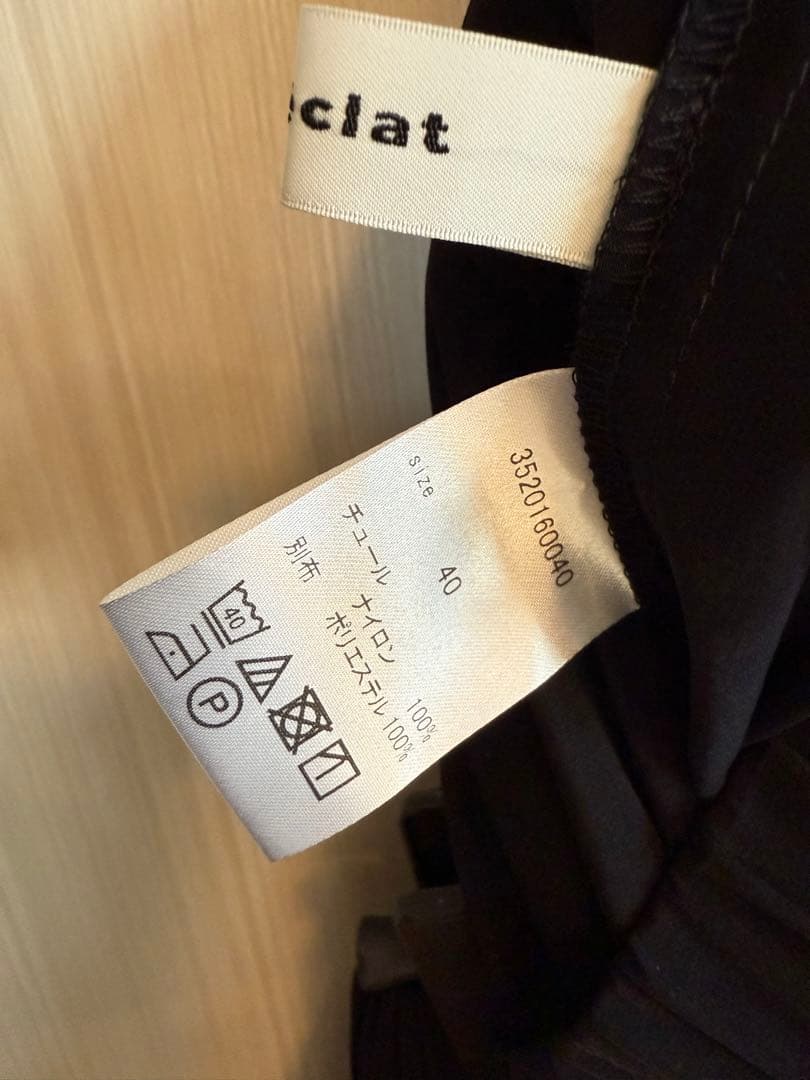 éclat
3520160040
size 40
チュール ナイロン 100%
別布 ポリエステル 100%
40
P